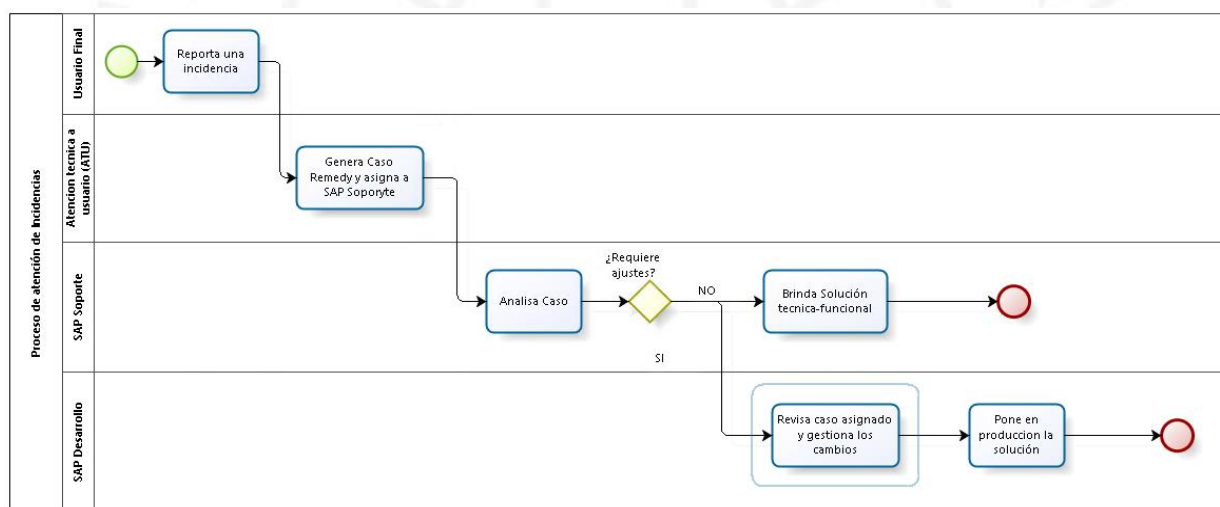 Proceso de atención de Incidencias
Usuario Final
Reporta una
incidencia
Atencion tecnica a
usuario (ATU)
Genera Caso
Remedy y asigna a
SAP Soporyte
SAP Soporte
Analisa Caso
¿Requiere
ajustes?
NO
SI
Brinda Solución
tecnica-funcional
SAP Desarrollo
Revisa caso asignado
y gestiona los
cambios
Pone en
produccion la
solución